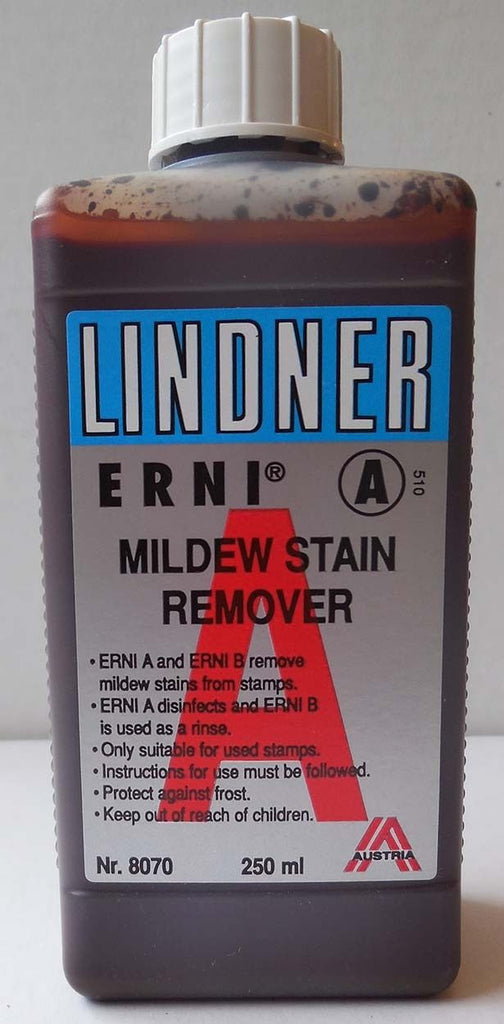 LINDNER
ERNI® A 510
MILDEW STAIN
REMOVER
• ERNI A and ERNI B remove
mildew stains from stamps.
• ERNI A disinfects and ERNI B
is used as a rinse.
• Only suitable for used stamps.
• Instructions for use must be followed.
• Protect against frost.
• Keep out of reach of children.
A
AUSTRIA
Nr. 8070 250 ml